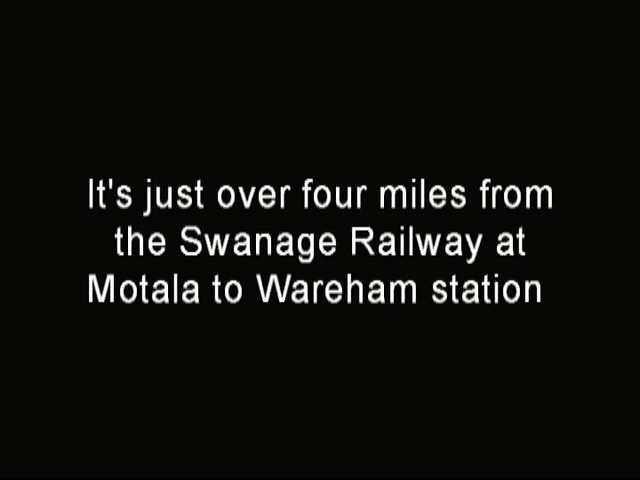 It's just over four miles from
the Swanage Railway at
Motala to Wareham station